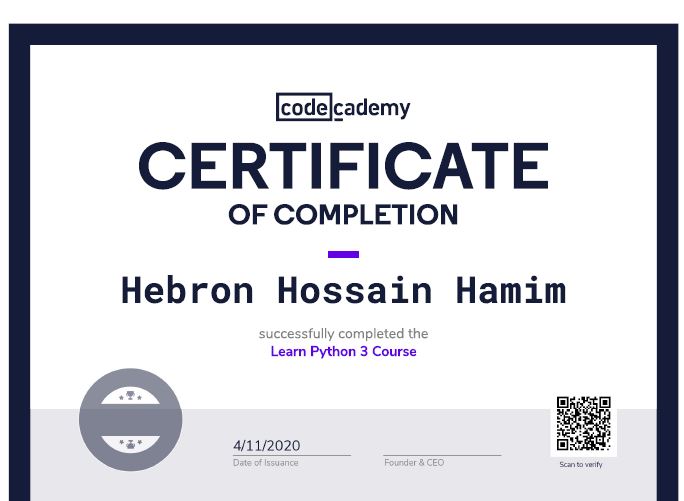 codecademy
CERTIFICATE
OF COMPLETION
Hebron Hossain Hamim
successfully completed the
Learn Python 3 Course
4/11/2020
Date of Issuance
Founder & CEO
Scan to verify